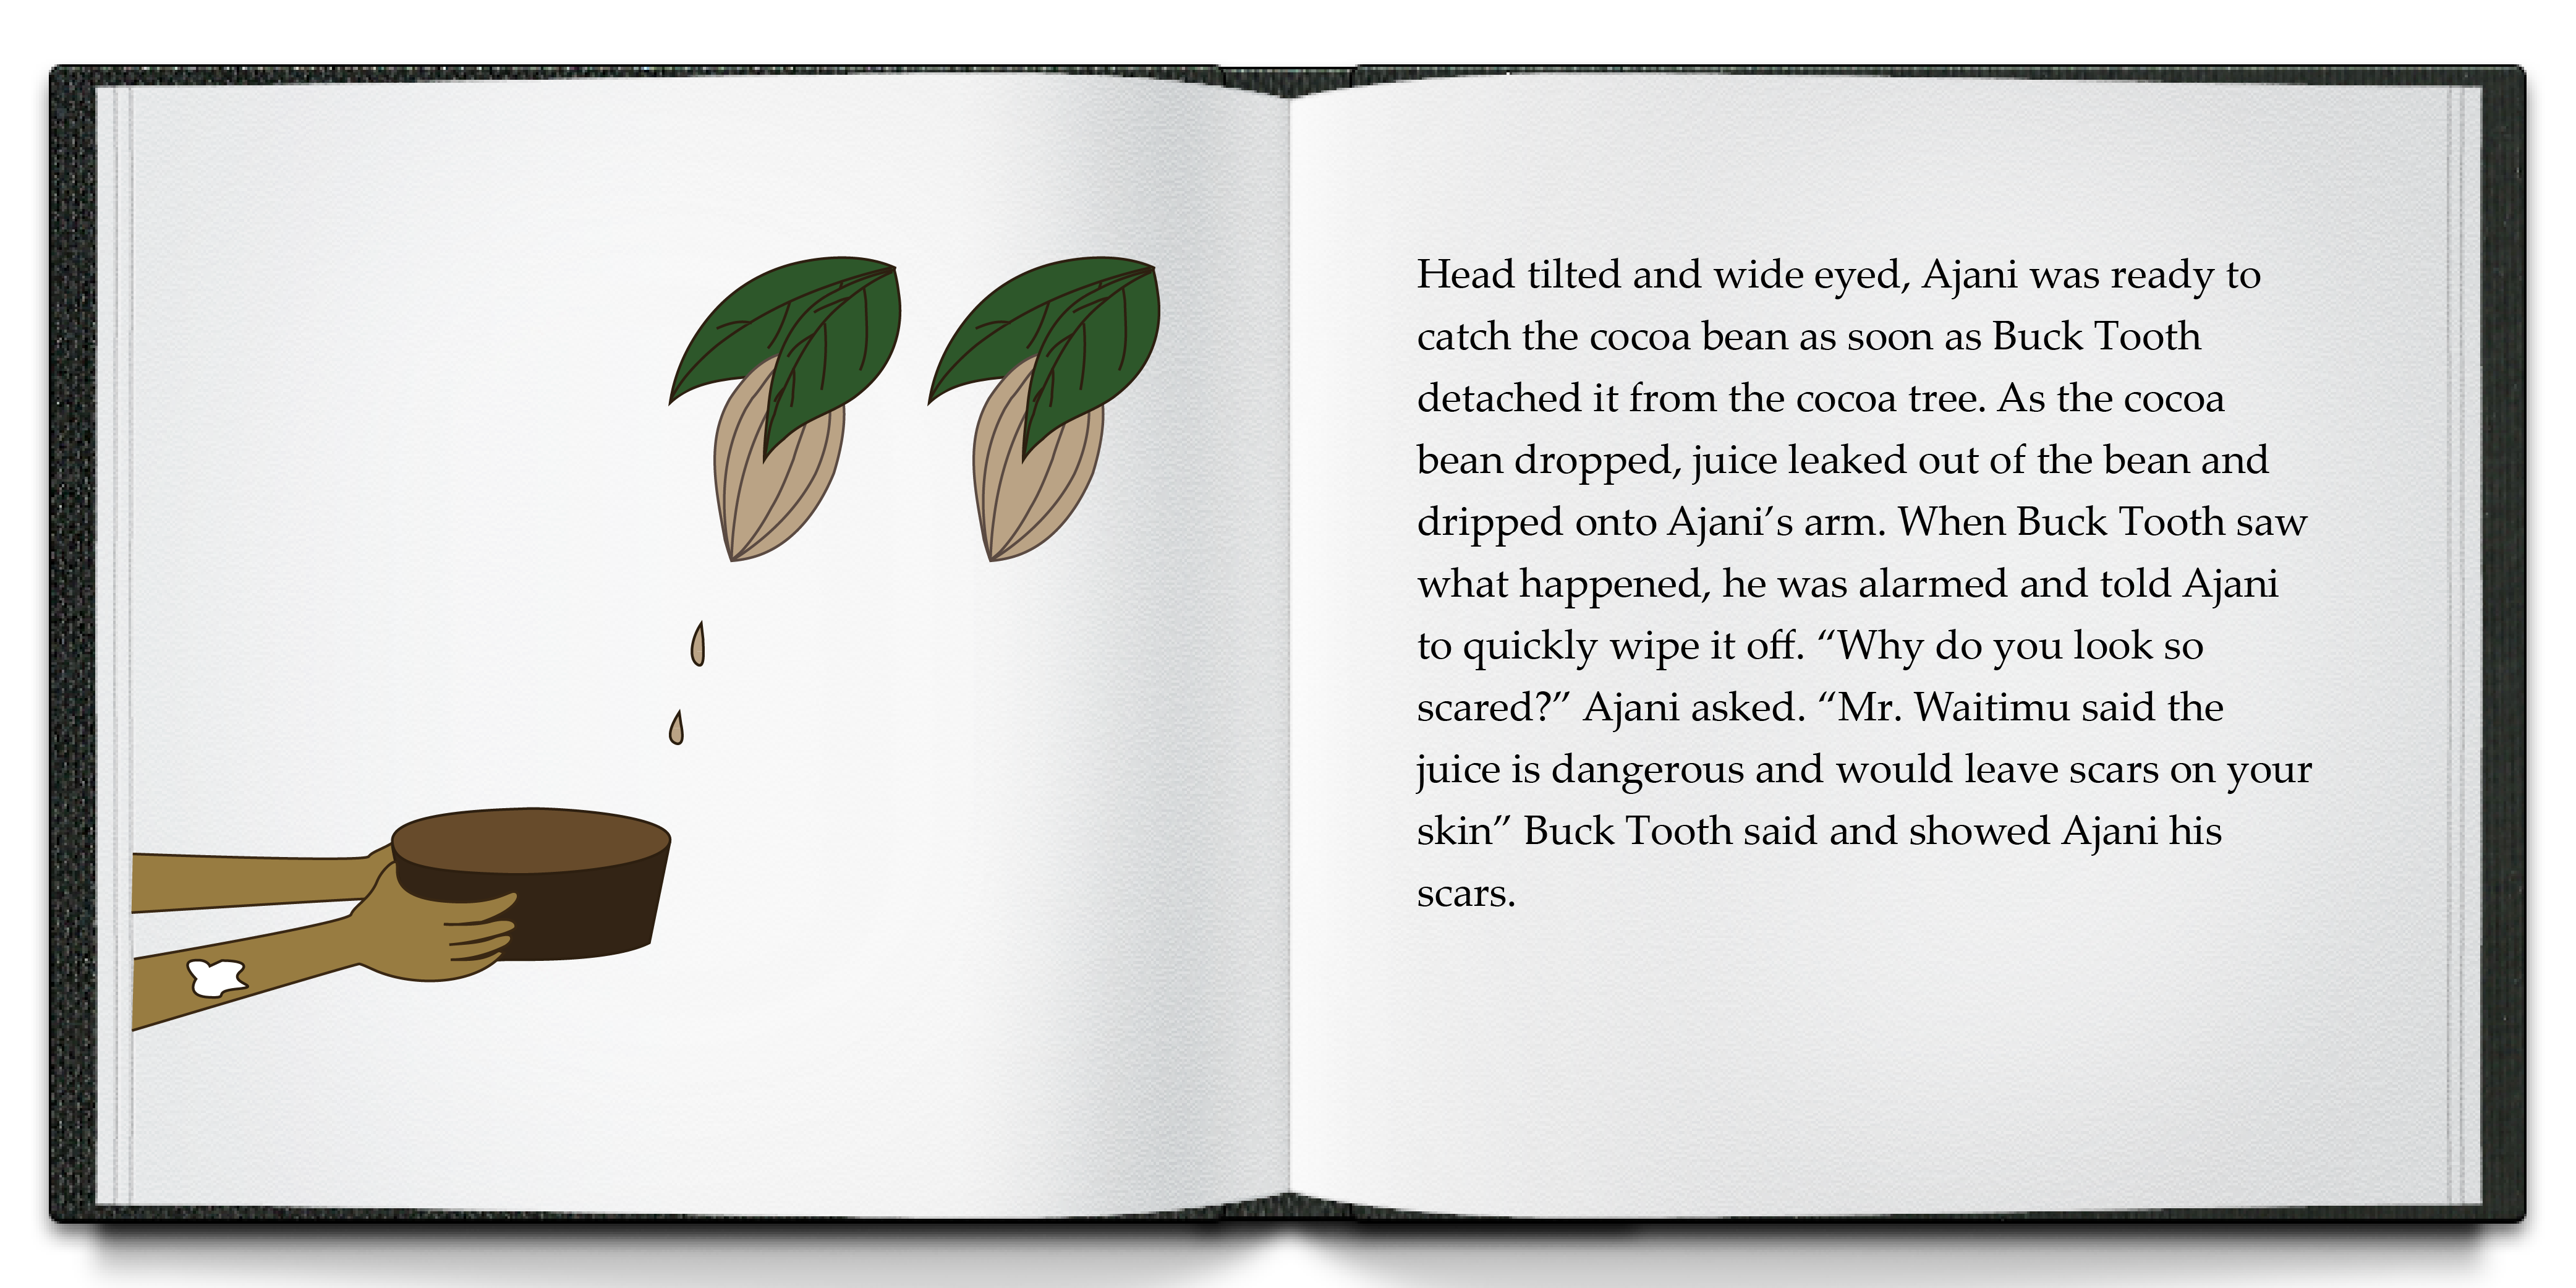 Head tilted and wide eyed, Ajani was ready to
catch the cocoa bean as soon as Buck Tooth
detached it from the cocoa tree. As the cocoa
bean dropped, juice leaked out of the bean and
dripped onto Ajani’s arm. When Buck Tooth saw
what happened, he was alarmed and told Ajani
to quickly wipe it off. “Why do you look so
scared?” Ajani asked. “Mr. Waitimu said the
juice is dangerous and would leave scars on your
skin” Buck Tooth said and showed Ajani his
scars.